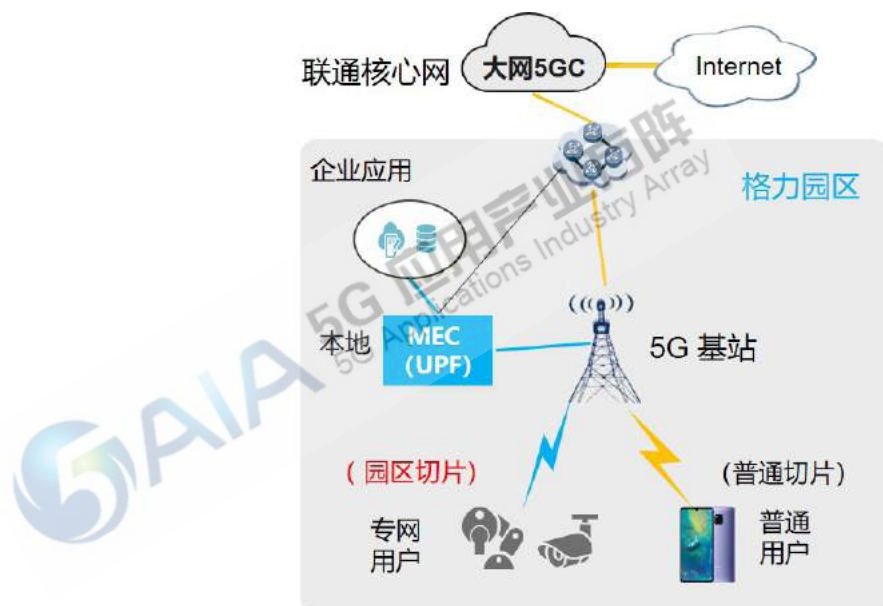 联通核心网
大网5GC
Internet
企业应用
格力园区
本地
MEC
(UPF)
5G 基站
(园区切片)
(普通切片)
专网
用户
普通
用户
5G 应用产业矩阵
5G Applications Industry Array
5AIA